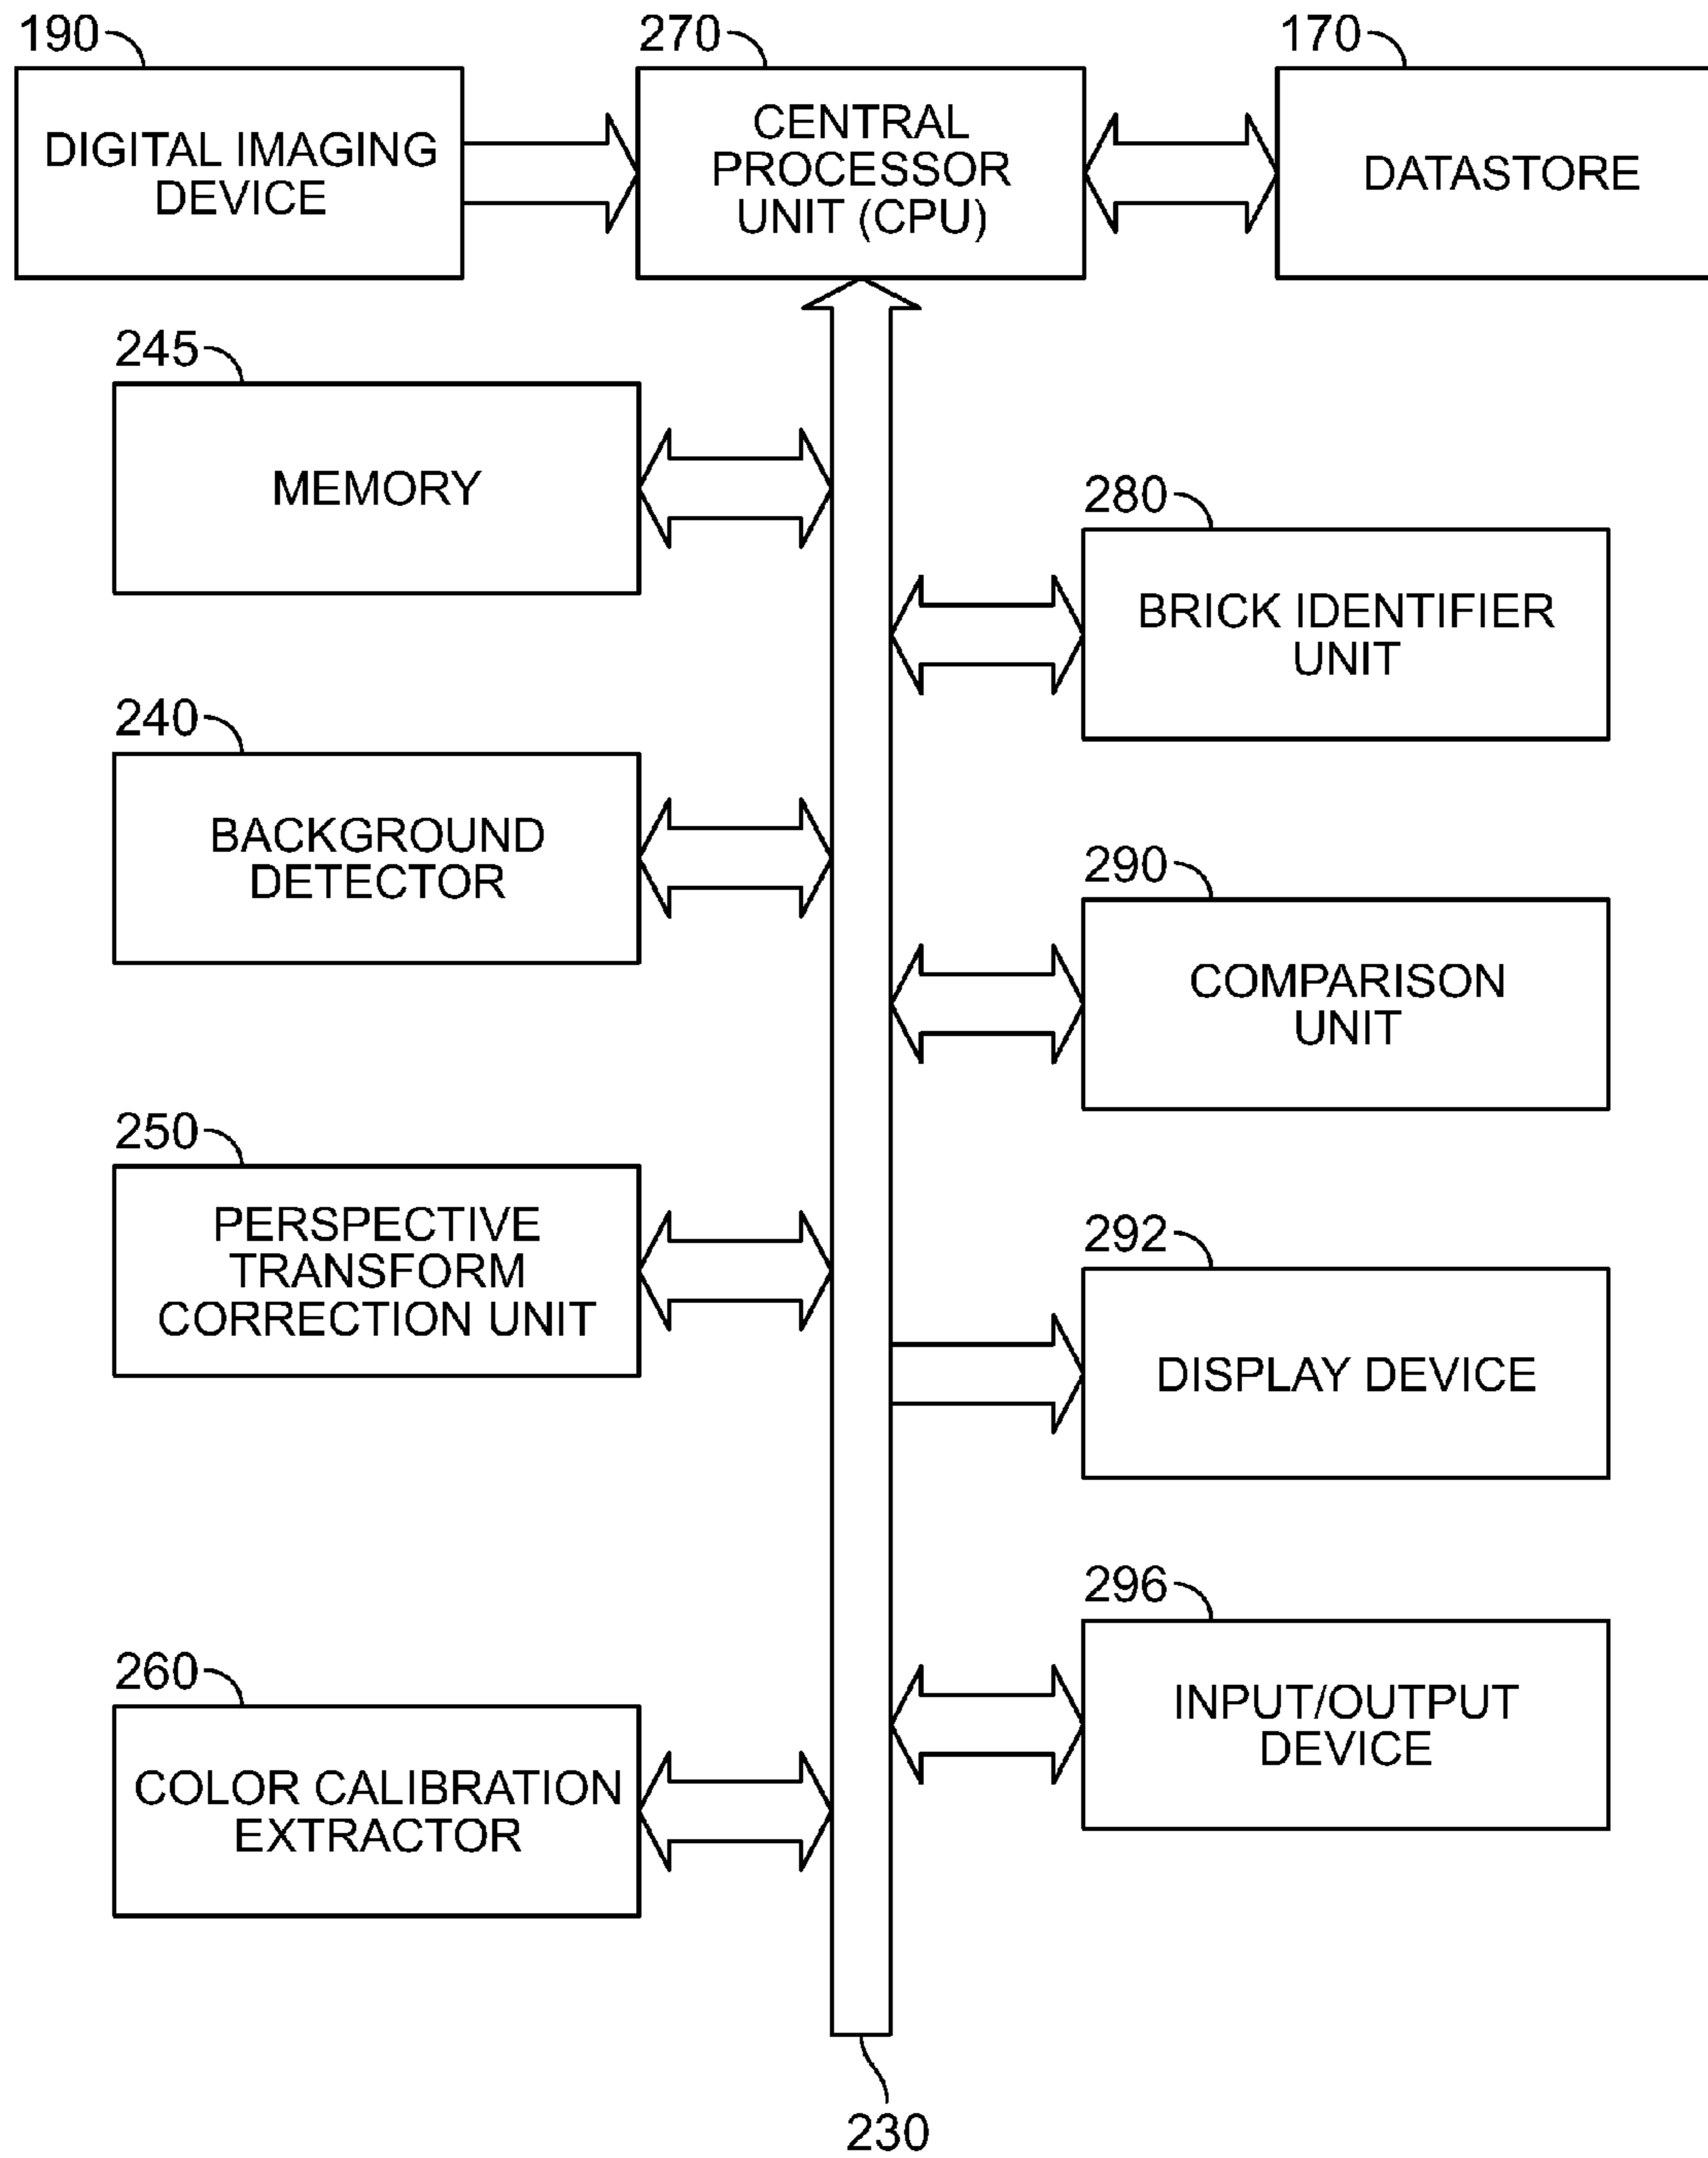 190
270
170
DIGITAL IMAGING
DEVICE
CENTRAL
PROCESSOR
UNIT (CPU)
DATASTORE
245
MEMORY
280
BRICK IDENTIFIER
UNIT
240
BACKGROUND
DETECTOR
290
COMPARISON
UNIT
250
PERSPECTIVE
TRANSFORM
CORRECTION UNIT
292
DISPLAY DEVICE
296
INPUT/OUTPUT
DEVICE
260
COLOR CALIBRATION
EXTRACTOR
230